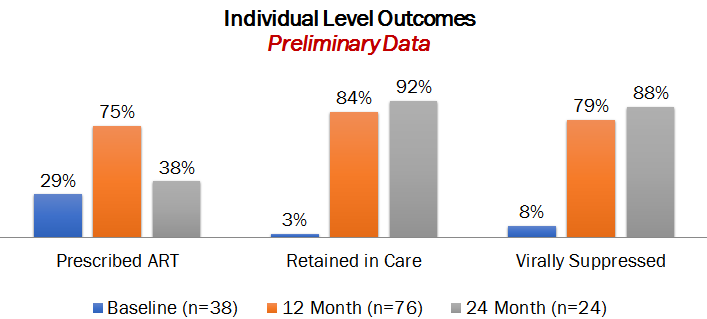 Individual Level Outcomes
Preliminary Data
29%
75%
38%
3%
84%
92%
8%
79%
88%
Prescribed ART
Retained in Care
Virally Suppressed
Baseline (n=38)
12 Month (n=76)
24 Month (n=24)